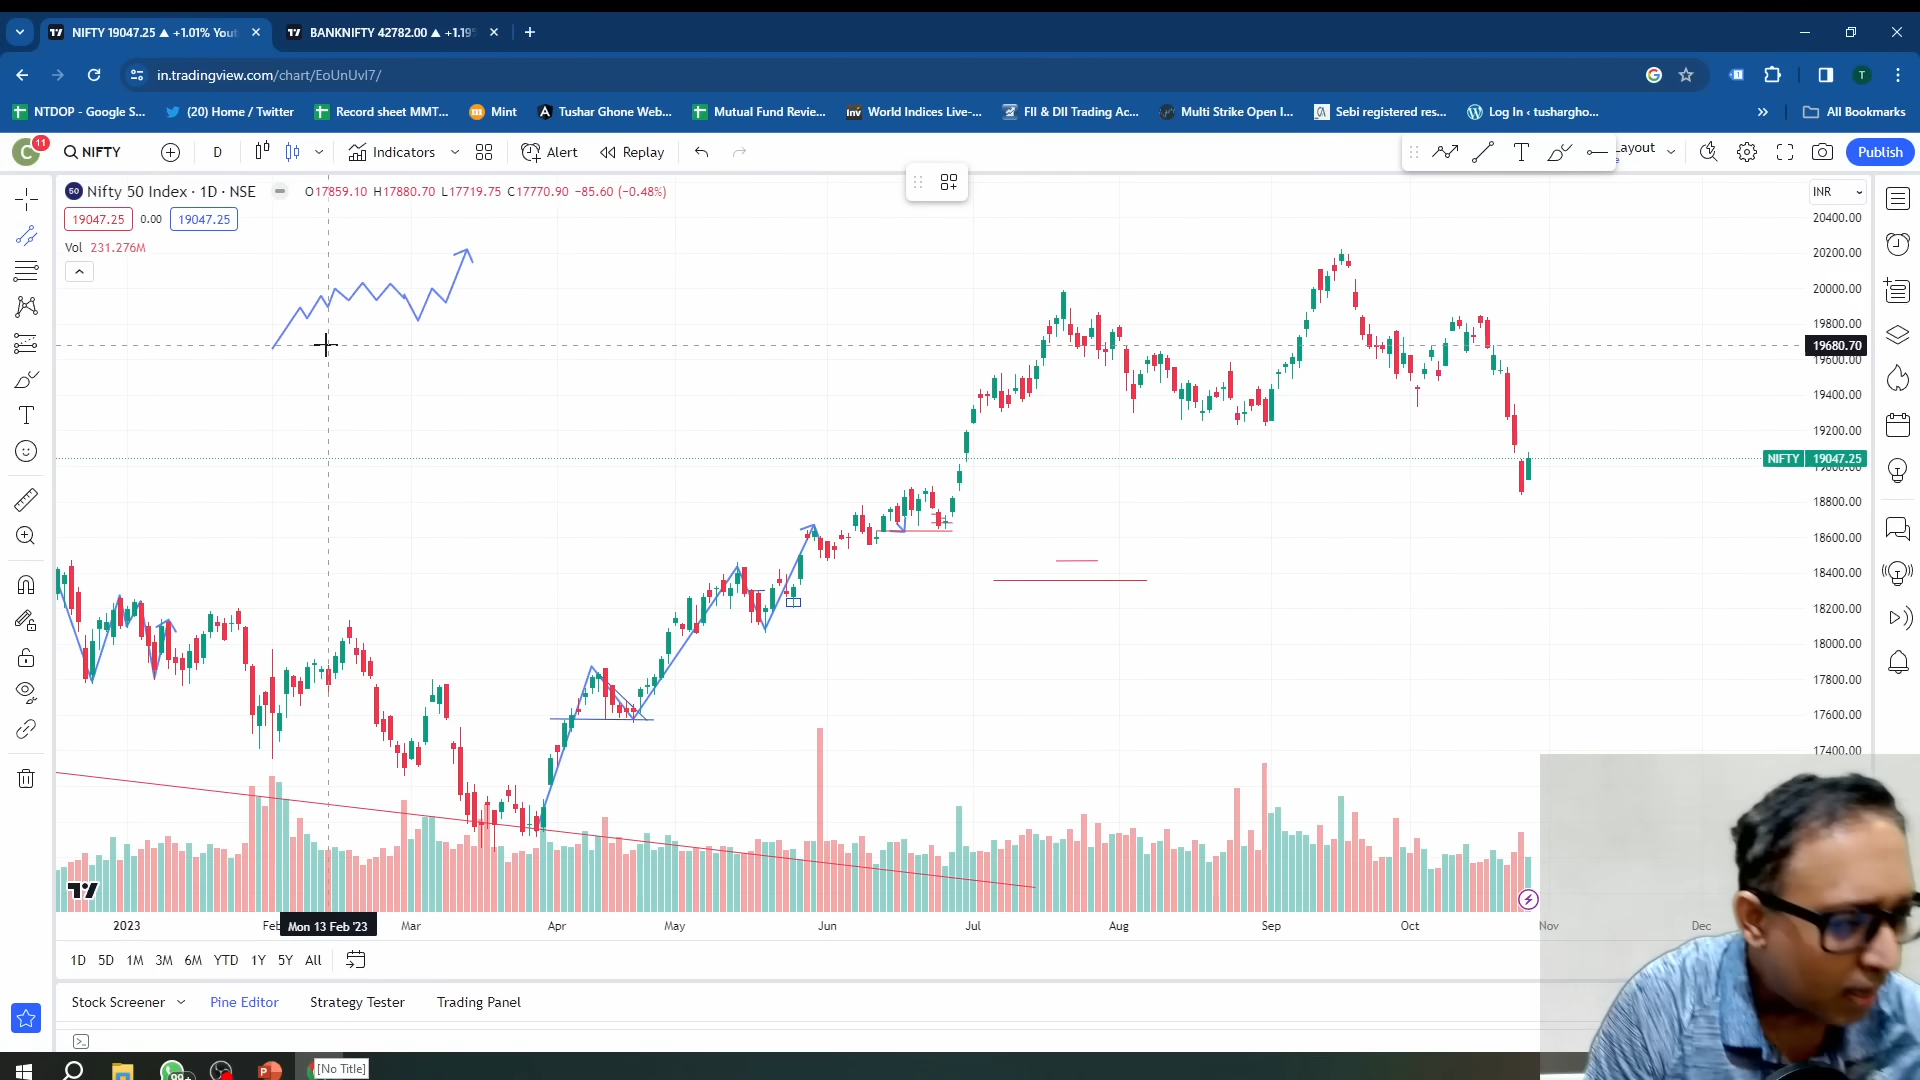 NIFTY 19047.25 ▲ +1.01% You
BANKNIFTY 42782.00 ▲ +1.19
in.tradingview.com/chart/EoUnUvI7/
T
NTDOP - Google S...
(20) Home / Twitter
Record sheet MMT...
Mint
Tushar Ghone Web...
Mutual Fund Review...
World Indices Live-...
FII & DII Trading Ac...
Multi Strike Open I...
Sebi registered res...
Log In ‹ tushargho...
All Bookmarks
C 11
NIFTY
D
Indicators
Alert
Replay
Layout
Publish
50 Nifty 50 Index · 1D · NSE
O17859.10 H17880.70 L17719.75 C17770.90 −85.60 (−0.48%)
INR
19047.25 0.00 19047.25
Vol 231.276M
20400.00
20200.00
20000.00
19800.00
19680.70
19600.00
19400.00
19200.00
NIFTY 19047.25
19000.00
18800.00
18600.00
18400.00
18200.00
18000.00
17800.00
17600.00
17400.00
2023
Feb
Mon 13 Feb '23
Mar
Apr
May
Jun
Jul
Aug
Sep
Oct
Nov
Dec
1D 5D 1M 3M 6M YTD 1Y 5Y All
Stock Screener
Pine Editor
Strategy Tester
Trading Panel
99+
[No Title]